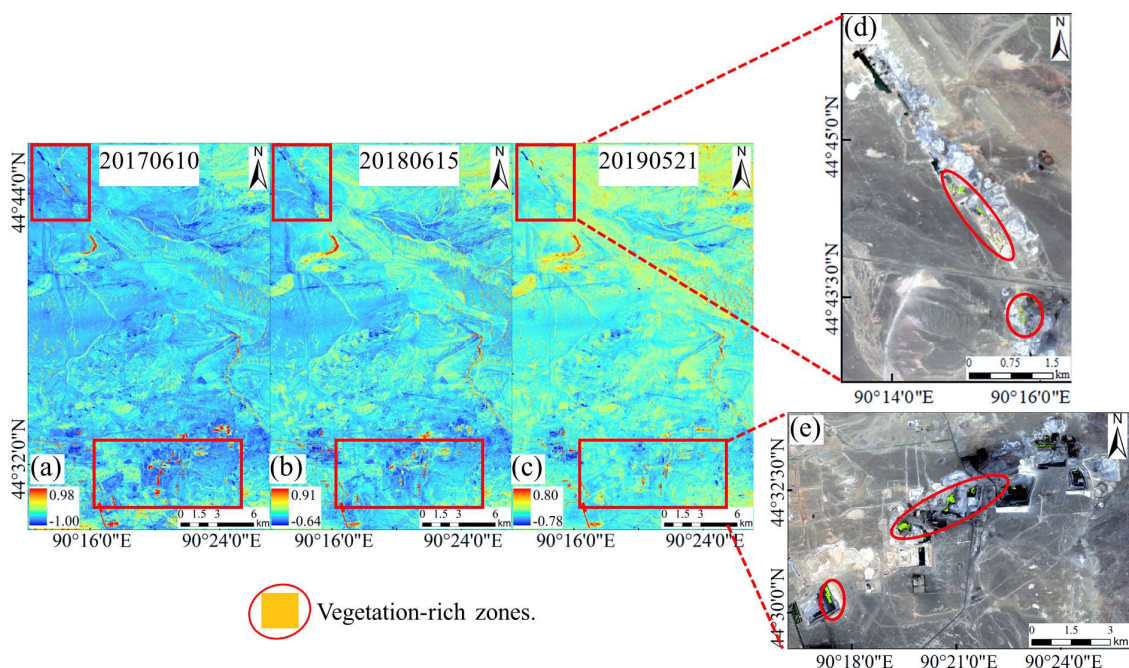 (d)
N
44°45'0"N
44°43'30"N
0 0.75 1.5
km
90°14'0"E 90°16'0"E
20170610
N
20180615
N
20190521
N
44°44'0"N
44°32'0"N
(a)
0.98
-1.00
0 1.5 3 6
km
(b)
0.91
-0.64
0 1.5 3 6
km
(c)
0.80
-0.78
0 1.5 3 6
km
90°16'0"E 90°24'0"E 90°16'0"E 90°24'0"E 90°16'0"E 90°24'0"E
(e)
N
44°32'30"N
44°30'0"N
0 1.5 3
km
90°18'0"E 90°21'0"E 90°24'0"E
Vegetation-rich zones.